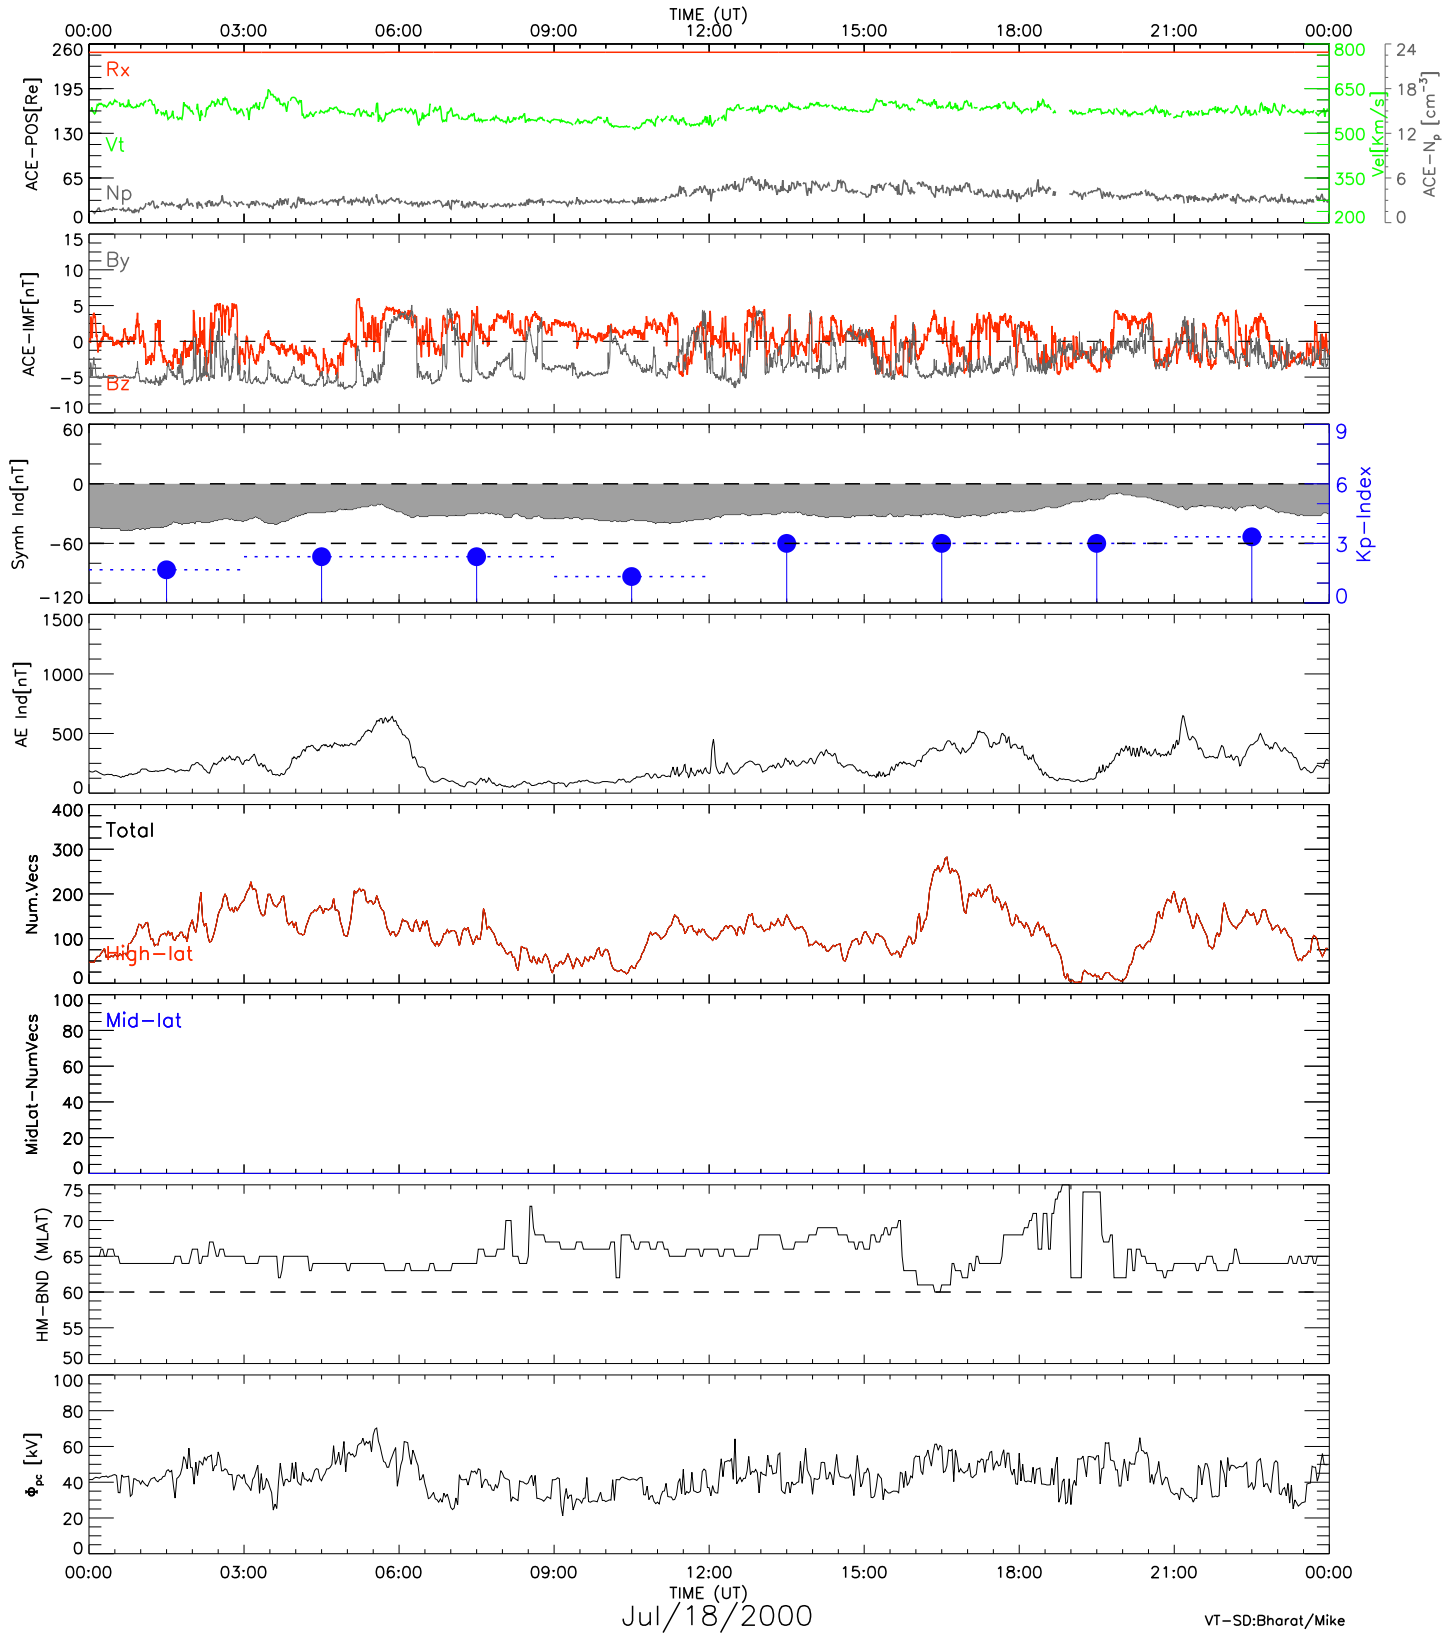 TIME (UT)
00:00 03:00 06:00 09:00 12:00 15:00 18:00 21:00 00:00
260 195 130 65 0
ACE-POS[Re]
Rx
Vt
Np
800 650 500 350 200
Vel[Km/s]
24 18 12 6 0
ACE-Np [cm-3]
15 10 5 0 -5 -10
ACE-IMF[nT]
By
Bz
60 0 -60 -120
Symh Ind[nT]
9 6 3 0
Kp-Index
1500 1000 500 0
AE Ind[nT]
400 300 200 100 0
Num.Vecs
Total
High-lat
100 80 60 40 20 0
MidLat-NumVecs
Mid-lat
75 70 65 60 55 50
HM-BND (MLAT)
100 80 60 40 20 0
Φpc [kV]
00:00 03:00 06:00 09:00 12:00 15:00 18:00 21:00 00:00
TIME (UT)
Jul/18/2000
VT-SD:Bharat/Mike